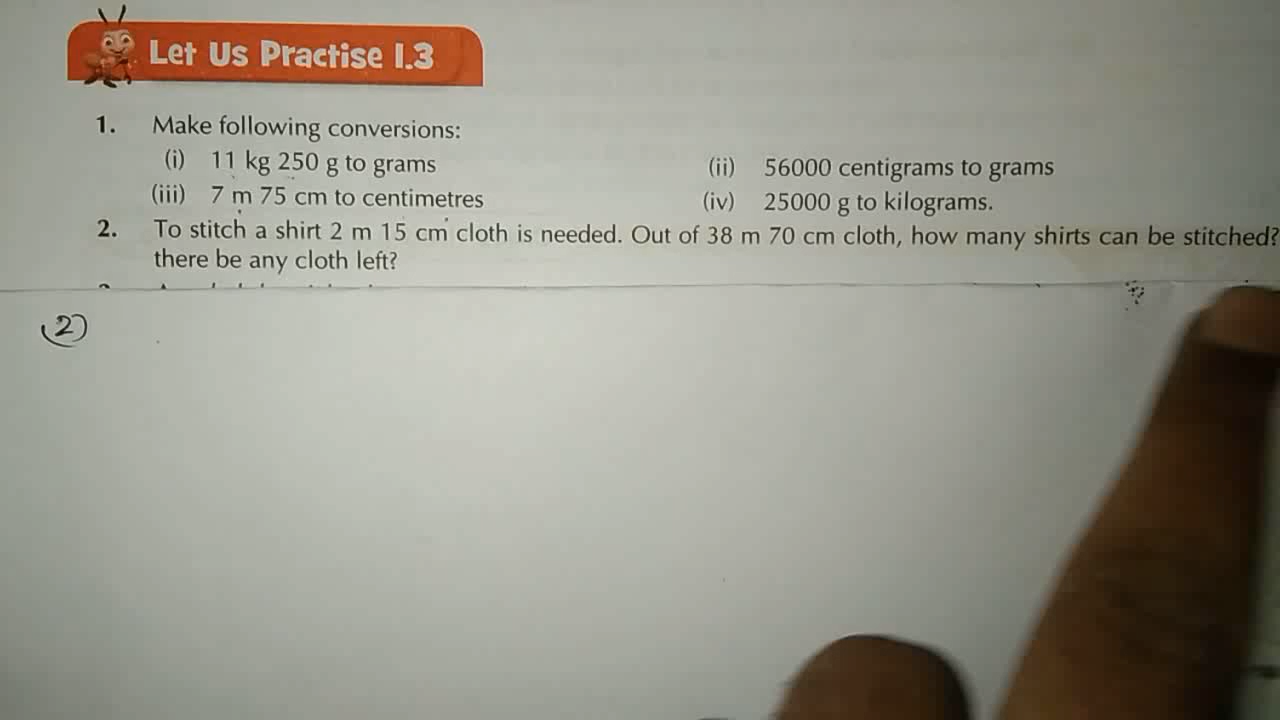 Let Us Practise 1.3
1. Make following conversions:
(i) 11 kg 250 g to grams
(ii) 56000 centigrams to grams
(iii) 7 m 75 cm to centimetres
(iv) 25000 g to kilograms.
2. To stitch a shirt 2 m 15 cm cloth is needed. Out of 38 m 70 cm cloth, how many shirts can be stitched?
there be any cloth left?
(2)